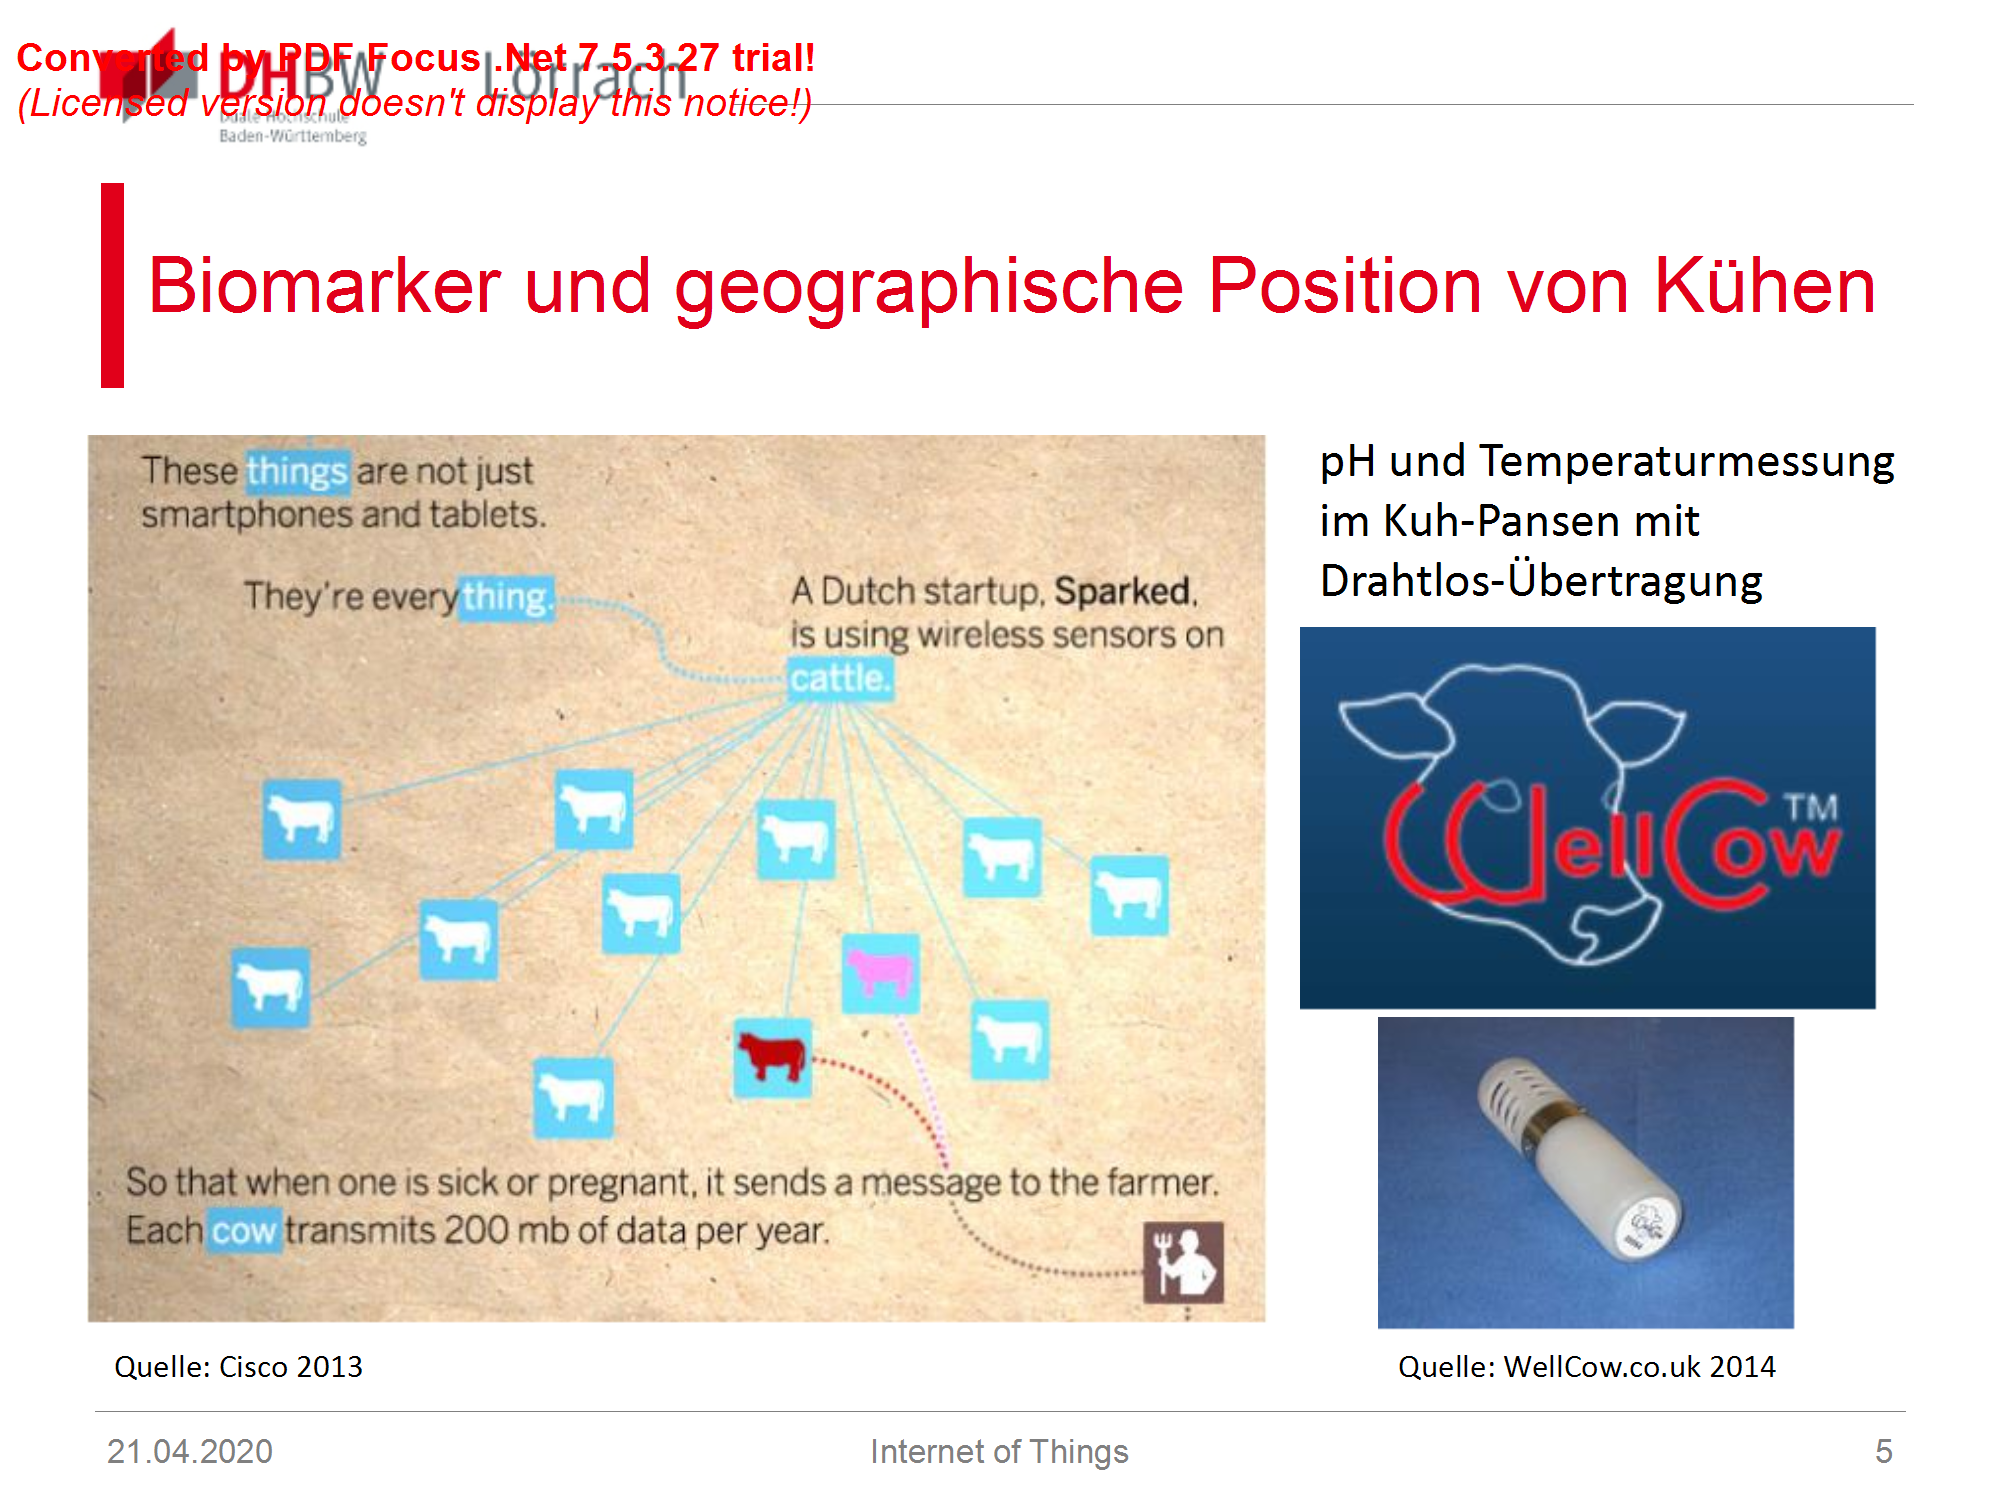 Converted by PDF Focus .Net 7.5.3.27 trial!
(Licensed version doesn't display this notice!)
DHBW Lörrach
Duale Hochschule
Baden-Württemberg
Biomarker und geographische Position von Kühen
These things are not just
smartphones and tablets.
They're everything.
A Dutch startup, Sparked,
is using wireless sensors on
cattle.
So that when one is sick or pregnant, it sends a message to the farmer.
Each cow transmits 200 mb of data per year.
Quelle: Cisco 2013
pH und Temperaturmessung
im Kuh-Pansen mit
Drahtlos-Übertragung
WellCow™
WellCow
Quelle: WellCow.co.uk 2014
21.04.2020
Internet of Things
5